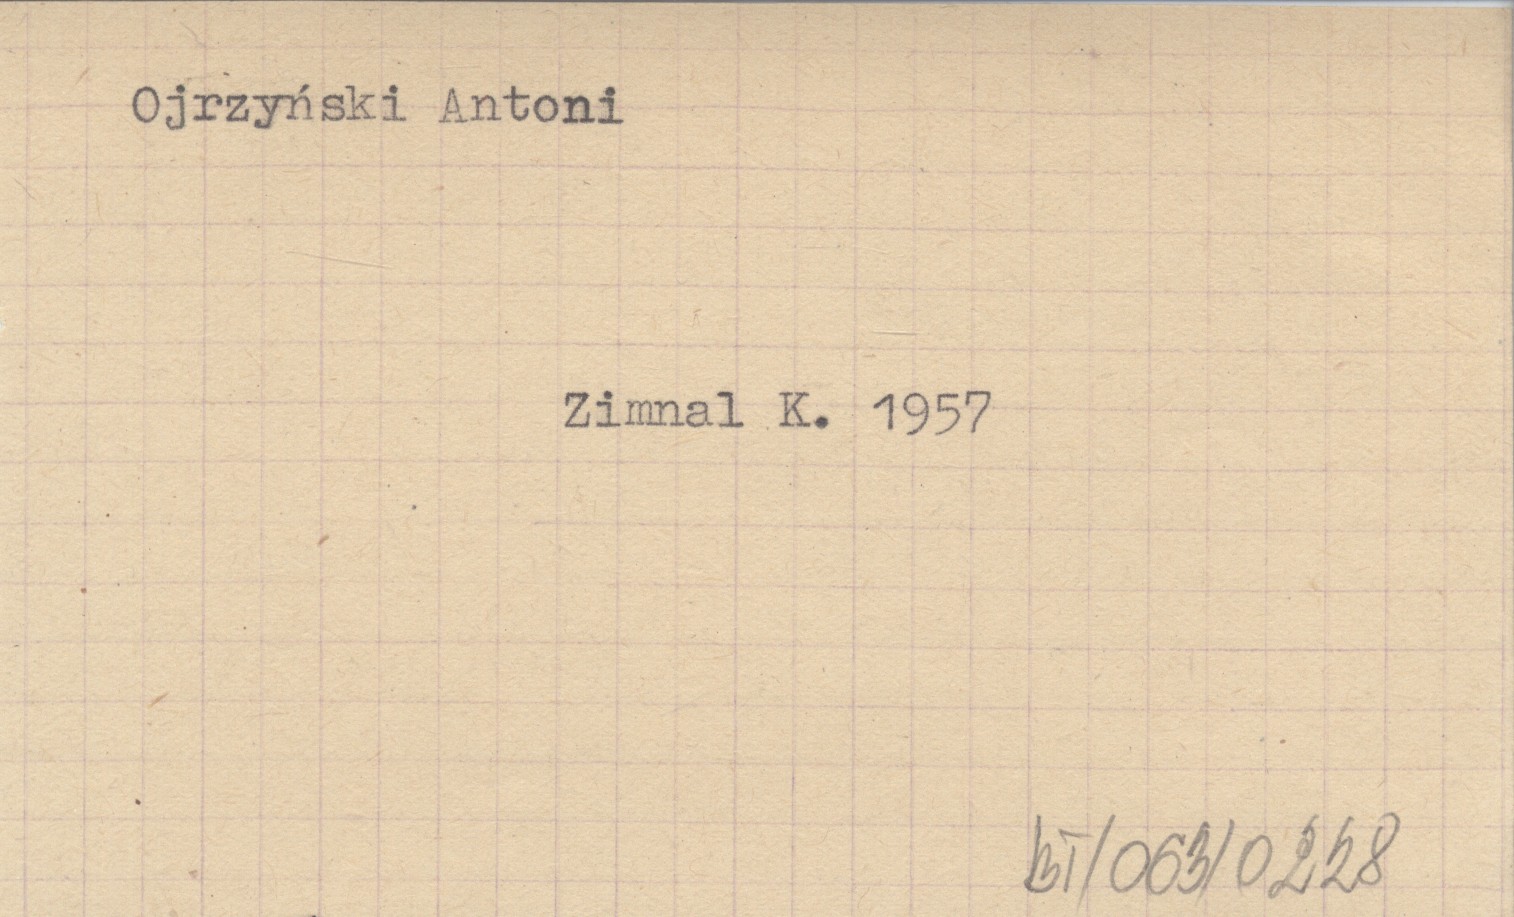 Ojrzyński Antoni
Zimnal K. 1957
BT/063/0228